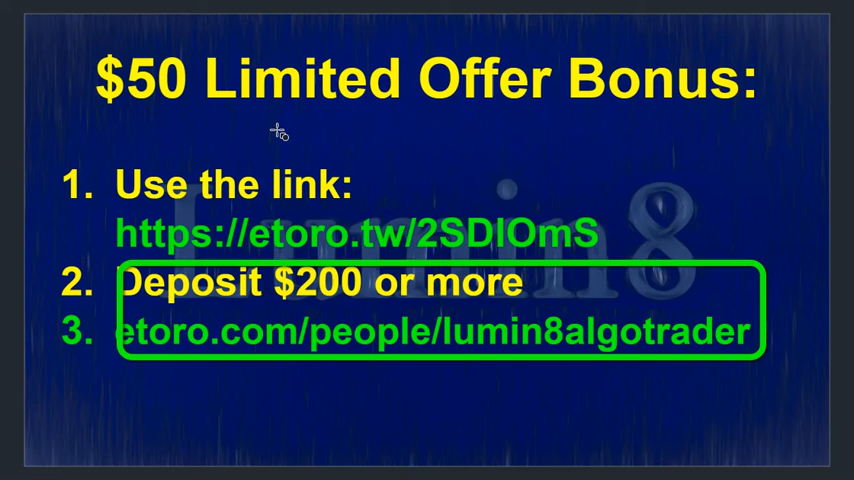 $50 Limited Offer Bonus:
1. Use the link:
https://etoro.tw/2SDIOmS
2. Deposit $200 or more
3. etoro.com/people/lumin8algotrader
Lumin8